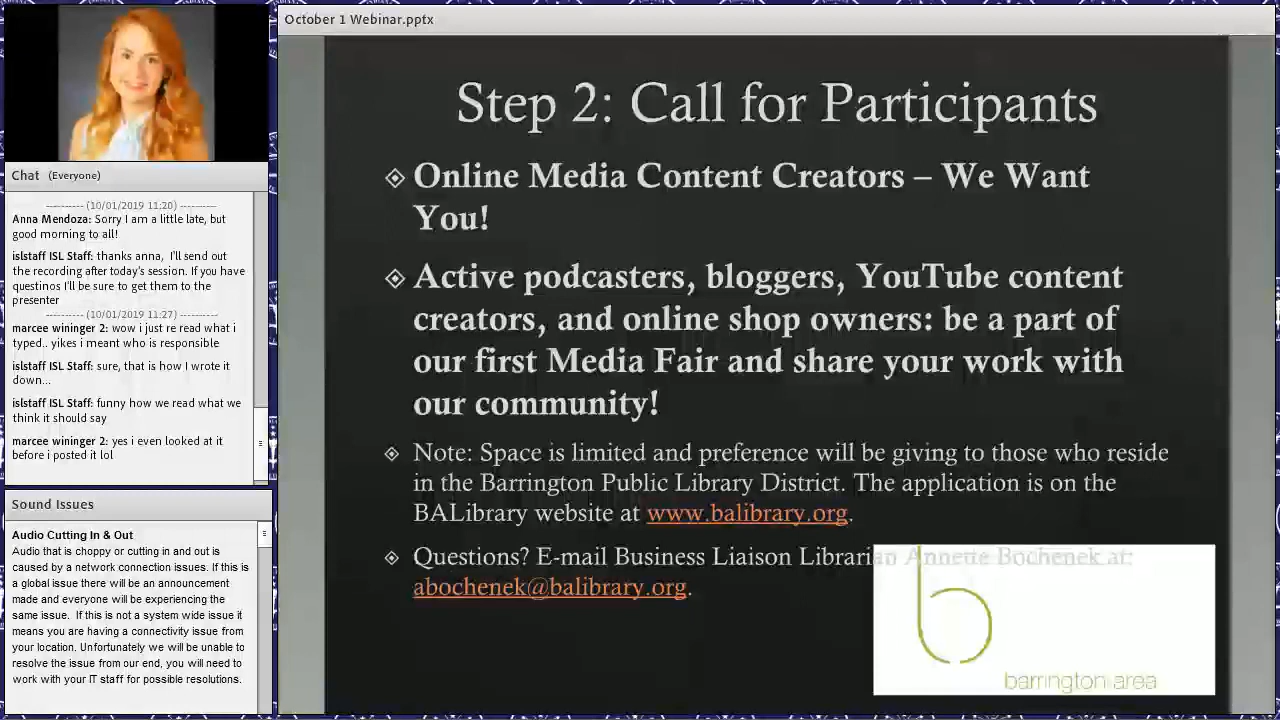 October 1 Webinar.pptx
Chat (Everyone)
---------- (10/01/2019 11:20) ----------
Anna Mendoza: Sorry I am a little late, but
good morning to all!
islstaff ISL Staff: thanks anna, I'll send out
the recording after today's session. If you have
questinos I'll be sure to get them to the
presenter
---------- (10/01/2019 11:27) ----------
marcee wininger 2: wow i just re read what i
typed.. yikes i meant who is responsible
islstaff ISL Staff: sure, that is how I wrote it
down...
islstaff ISL Staff: funny how we read what we
think it should say
marcee wininger 2: yes i even looked at it
before i posted it lol
Sound Issues
Audio Cutting In & Out
Audio that is choppy or cutting in and out is
caused by a network connection issues. If this is
a global issue there will be an announcement
made and everyone will be experiencing the
same issue. If this is not a system wide issue it
means you are having a connectivity issue from
your location. Unfortunately we will be unable to
resolve the issue from our end, you will need to
work with your IT staff for possible resolutions.
Step 2: Call for Participants
Online Media Content Creators – We Want
You!
Active podcasters, bloggers, YouTube content
creators, and online shop owners: be a part of
our first Media Fair and share your work with
our community!
Note: Space is limited and preference will be giving to those who reside
in the Barrington Public Library District. The application is on the
BALibrary website at www.balibrary.org.
Questions? E-mail Business Liaison Librarian Annette Bochenek at:
abochenek@balibrary.org.
b
barrington area